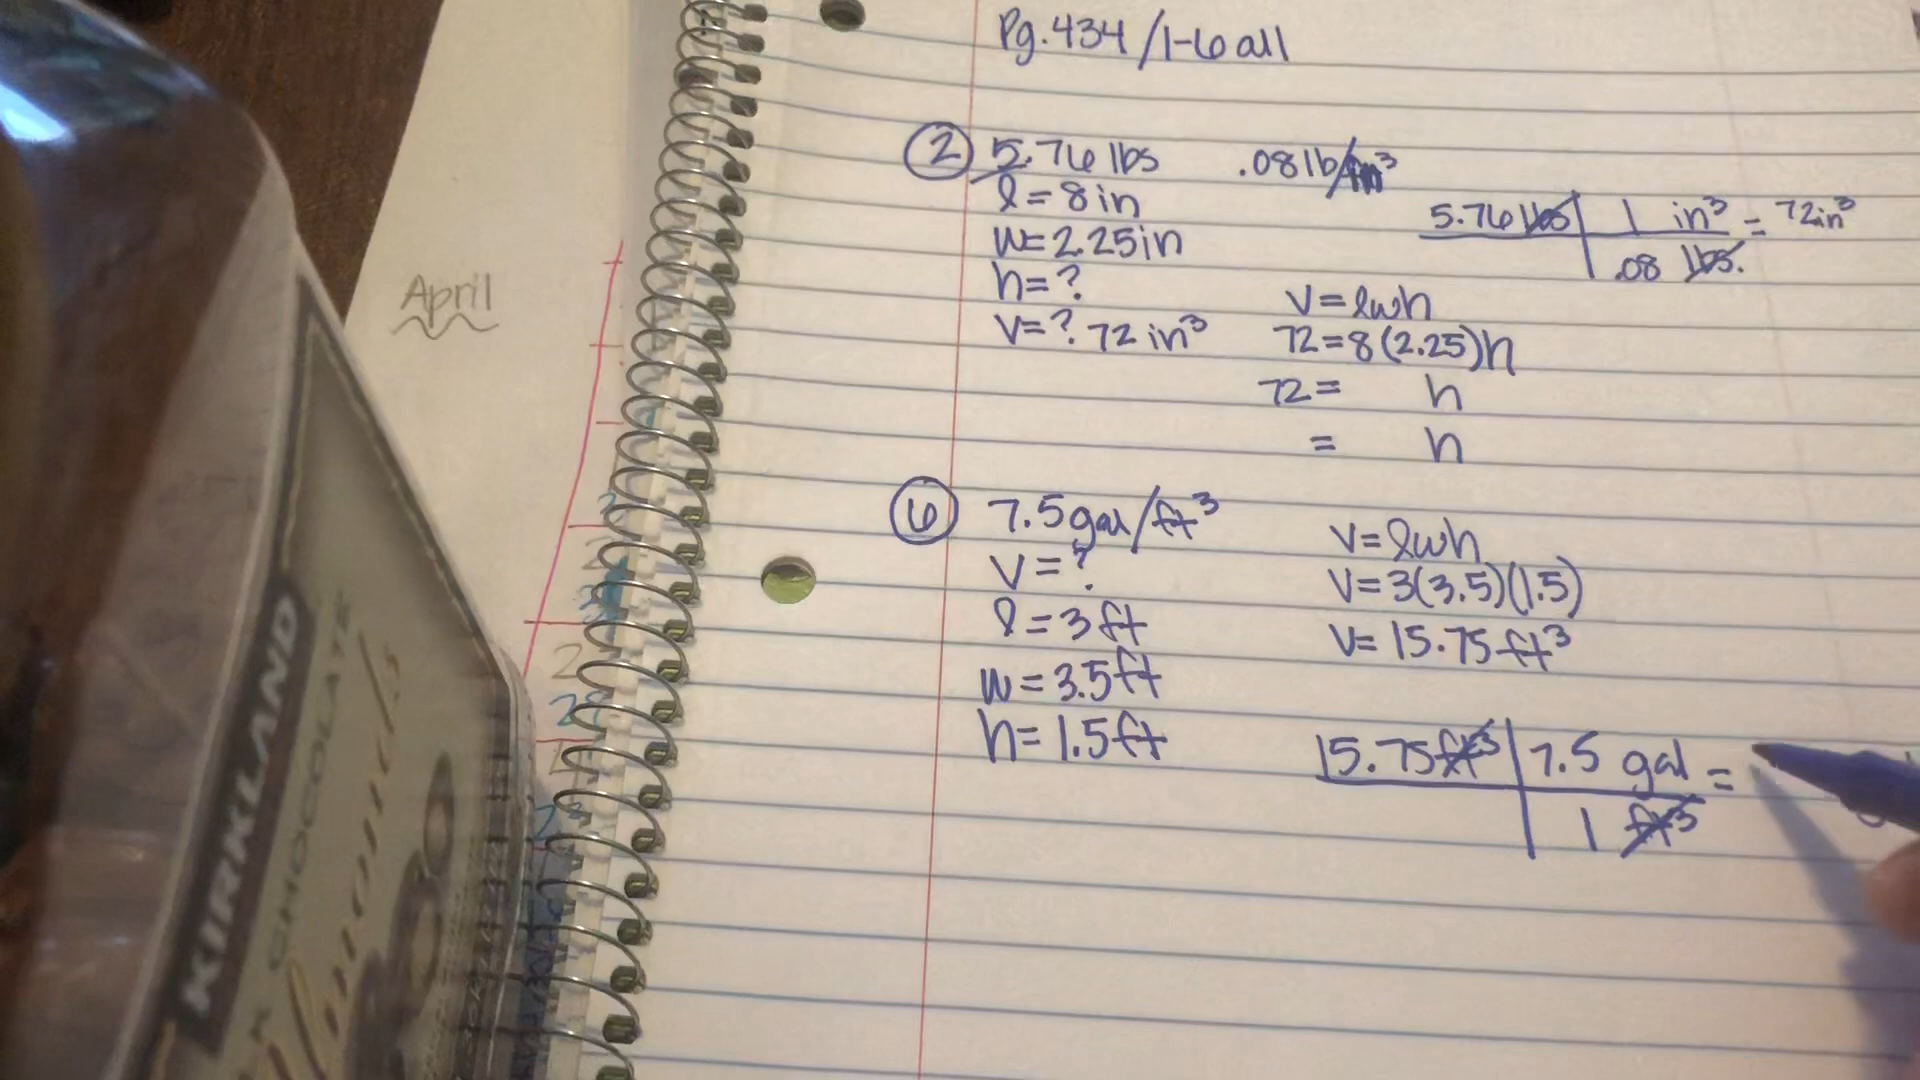 Pg. 434 / 1-6 all
② 5.76 lbs .08 lb/in³
l = 8 in
w = 2.25 in
h = ?
v = ? 72 in³
5.76 lbs | 1 in³ = 72 in³
.08 lbs.
V = lwh
72 = 8(2.25)h
72 = h
= h
⑥ 7.5 gal/ft³
V = ?
l = 3 ft
w = 3.5 ft
h = 1.5 ft
V = lwh
V = 3(3.5)(1.5)
V = 15.75 ft³
15.75 ft³ | 7.5 gal =
1 ft³
April
KIRKLAND
CHOCOLATE